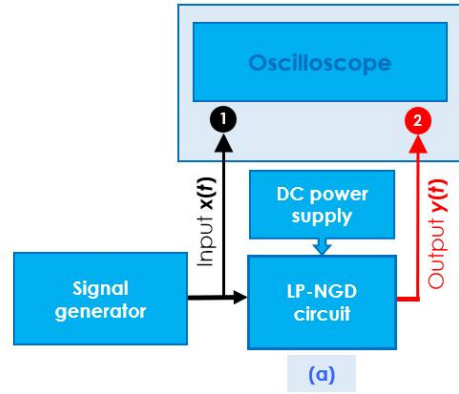 Oscilloscope
1
2
Input x(t)
Output y(t)
DC power
supply
Signal
generator
LP-NGD
circuit
(a)